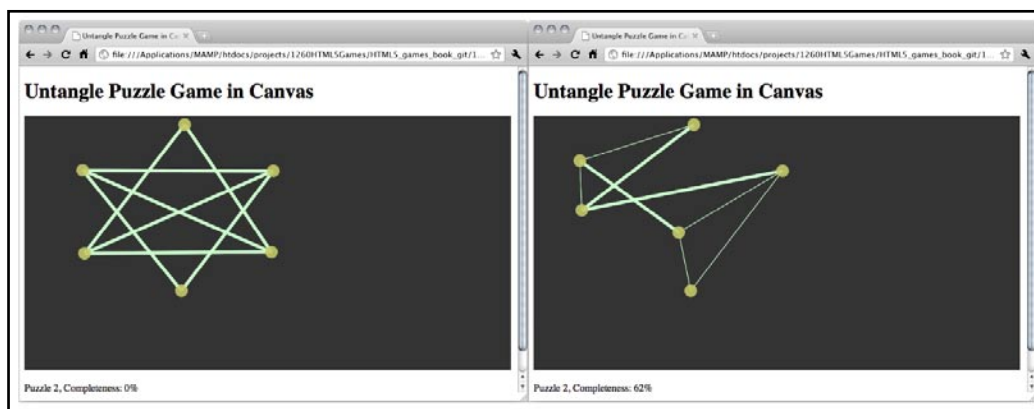 Untangle Puzzle Game in Ca
file:///Applications/MAMP/htdocs/projects/1260HTML5Games/HTML5_games_book_git/1...
Untangle Puzzle Game in Canvas
Puzzle 2, Completeness: 0%
Untangle Puzzle Game in Ca
file:///Applications/MAMP/htdocs/projects/1260HTML5Games/HTML5_games_book_git/1...
Untangle Puzzle Game in Canvas
Puzzle 2, Completeness: 62%